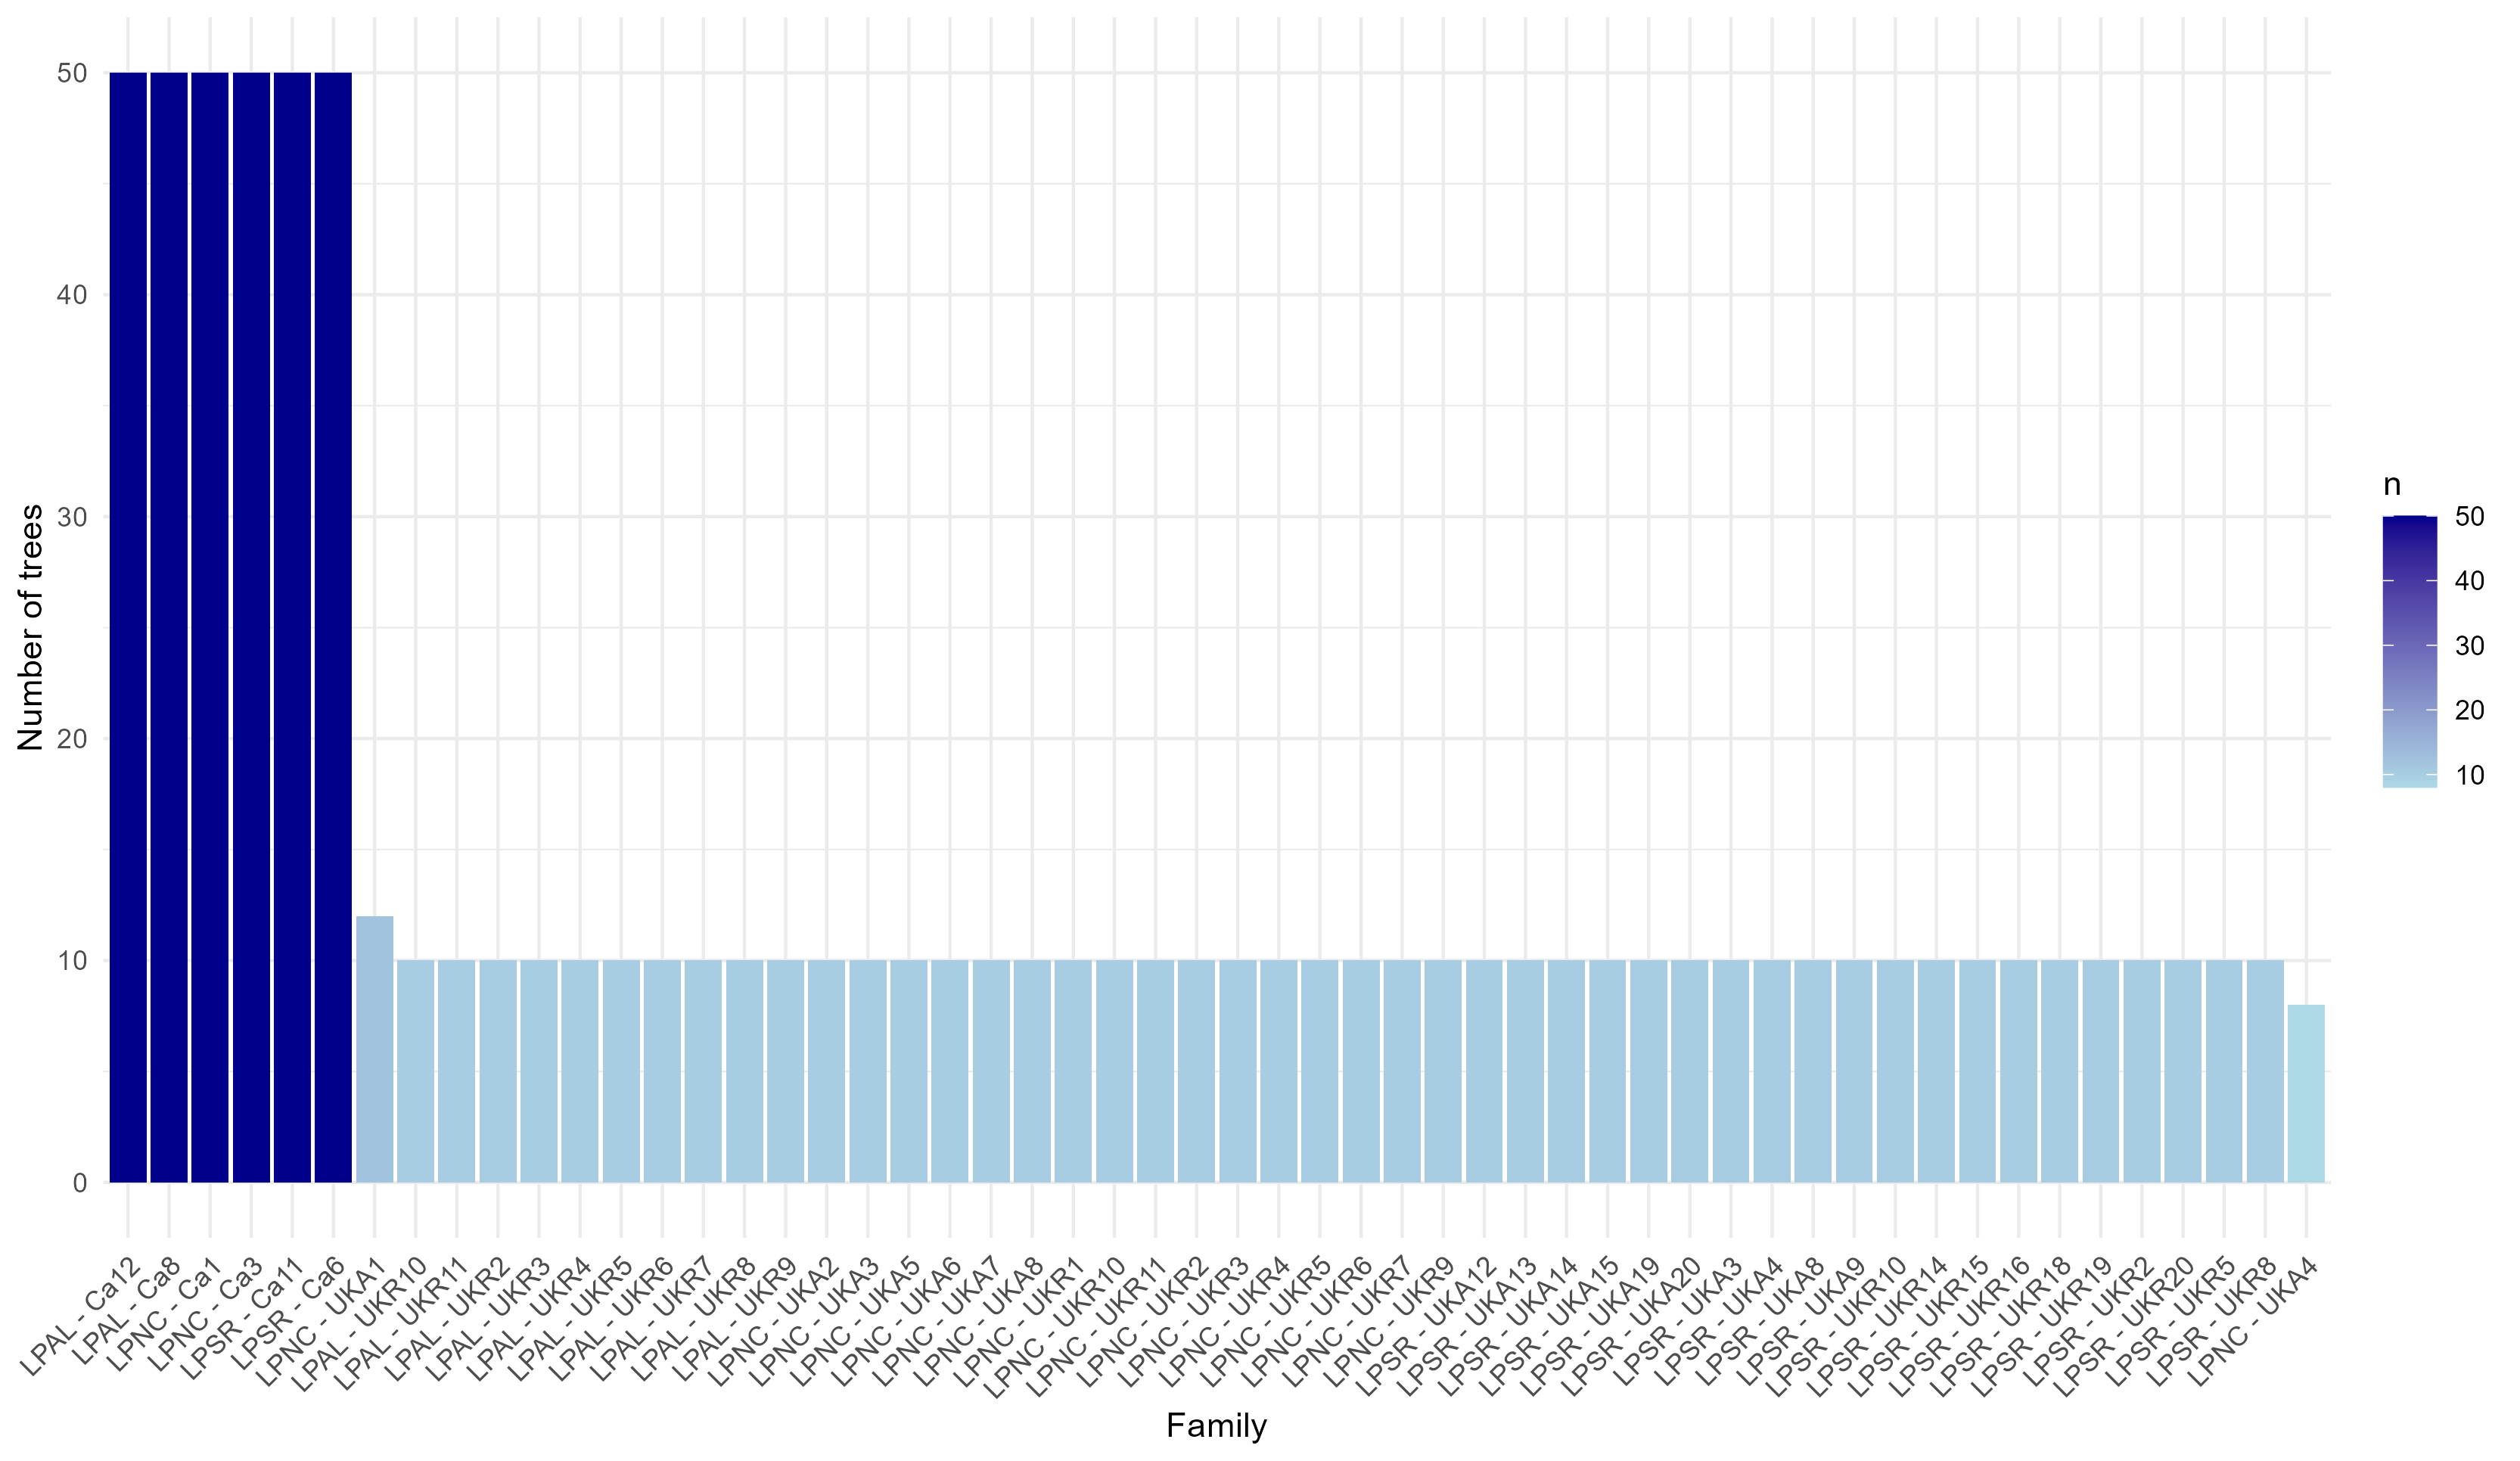 50
40
30
20
10
0
Number of trees
LPAL - Ca12
LPAL - Ca8
LPNC - Ca1
LPNC - Ca3
LPSR - Ca11
LPSR - Ca6
LPNC - UKA1
LPAL - UKR10
LPAL - UKR11
LPAL - UKR2
LPAL - UKR3
LPAL - UKR4
LPAL - UKR5
LPAL - UKR6
LPAL - UKR7
LPAL - UKR8
LPAL - UKR9
LPNC - UKA2
LPNC - UKA3
LPNC - UKA5
LPNC - UKA6
LPNC - UKA7
LPNC - UKA8
LPNC - UKR1
LPNC - UKR10
LPNC - UKR11
LPNC - UKR2
LPNC - UKR3
LPNC - UKR4
LPNC - UKR5
LPNC - UKR6
LPNC - UKR7
LPNC - UKR9
LPSR - UKA12
LPSR - UKA13
LPSR - UKA14
LPSR - UKA15
LPSR - UKA19
LPSR - UKA20
LPSR - UKA3
LPSR - UKA4
LPSR - UKA8
LPSR - UKA9
LPSR - UKR10
LPSR - UKR14
LPSR - UKR15
LPSR - UKR16
LPSR - UKR18
LPSR - UKR19
LPSR - UKR2
LPSR - UKR20
LPSR - UKR5
LPSR - UKR8
LPNC - UKA4
Family
n
50
40
30
20
10